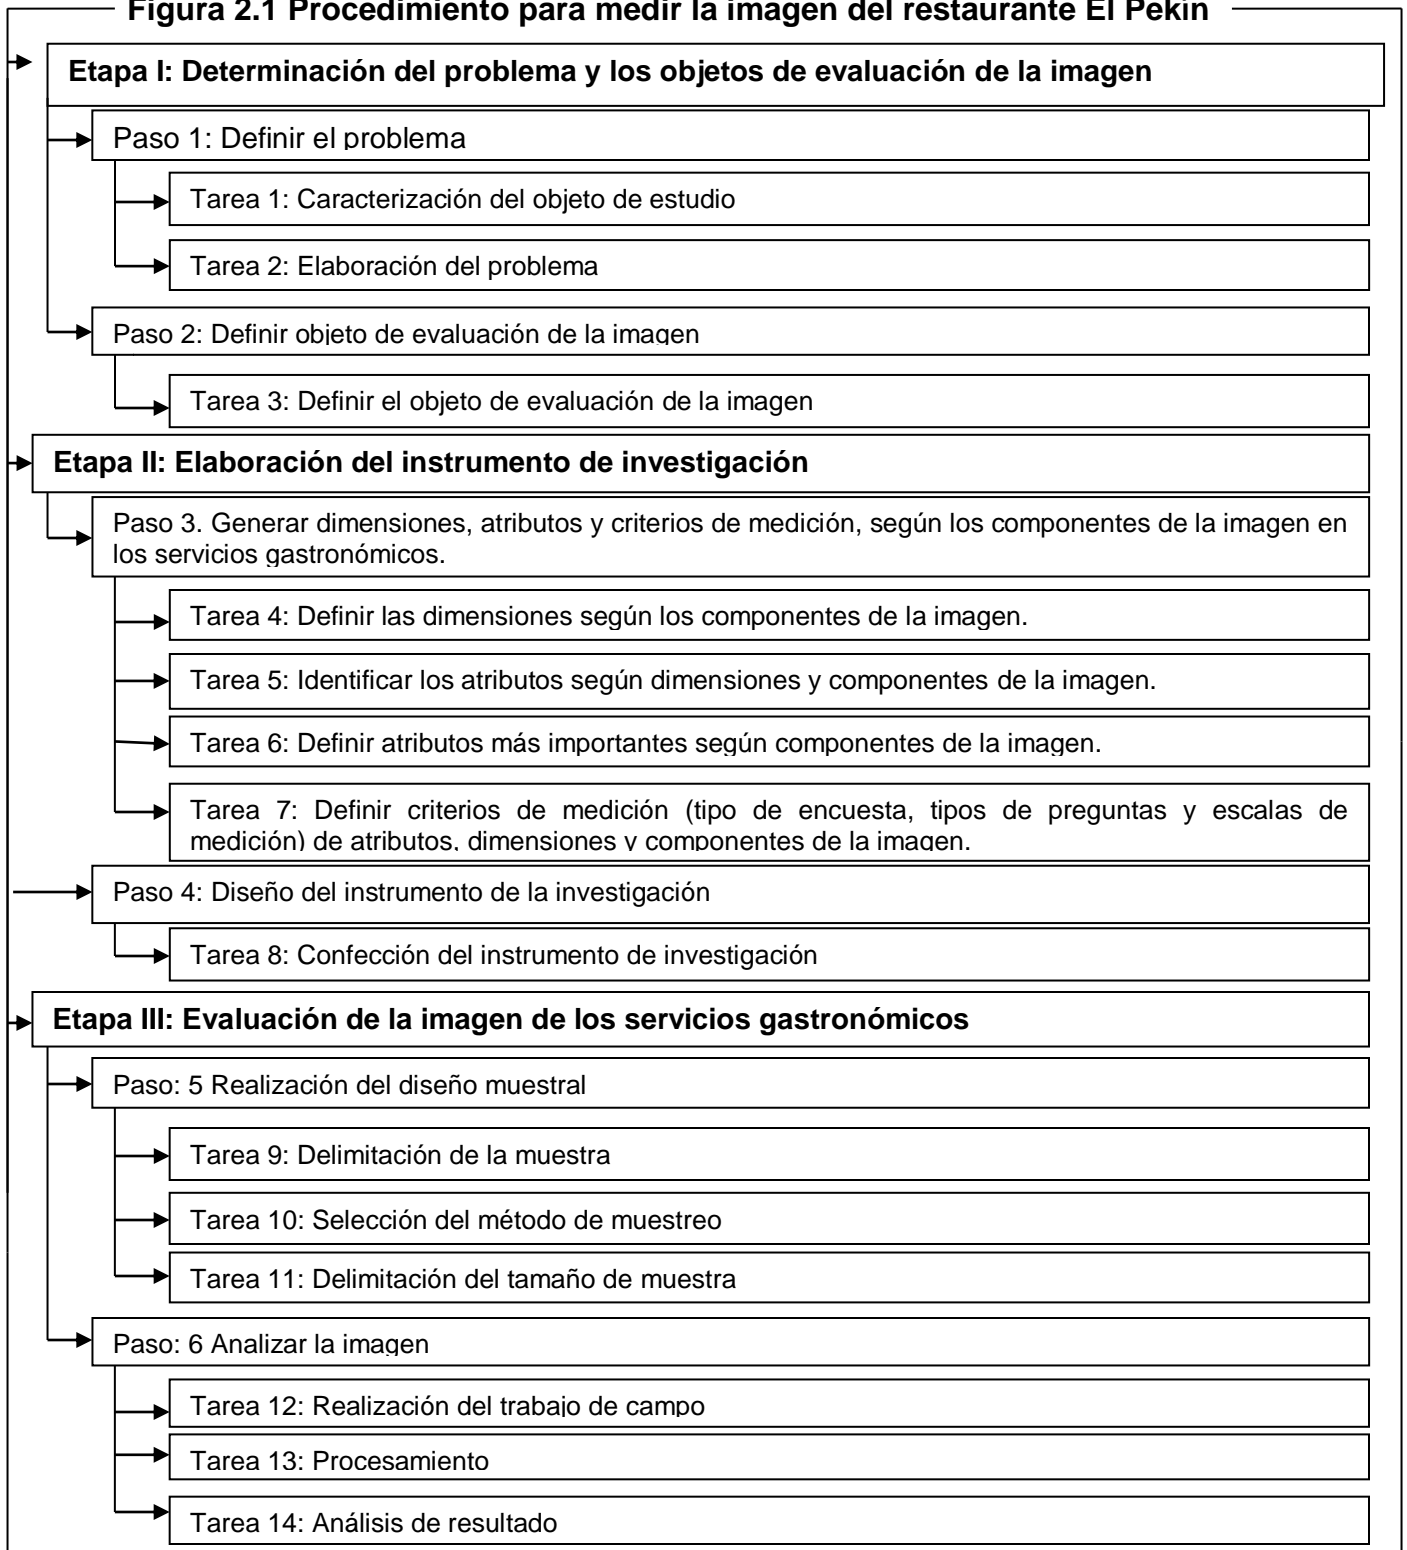 Figura 2.1 Procedimiento para medir la imagen del restaurante El Pekín
Etapa I: Determinación del problema y los objetos de evaluación de la imagen
Paso 1: Definir el problema
Tarea 1: Caracterización del objeto de estudio
Tarea 2: Elaboración del problema
Paso 2: Definir objeto de evaluación de la imagen
Tarea 3: Definir el objeto de evaluación de la imagen
Etapa II: Elaboración del instrumento de investigación
Paso 3. Generar dimensiones, atributos y criterios de medición, según los componentes de la imagen en
los servicios gastronómicos.
Tarea 4: Definir las dimensiones según los componentes de la imagen.
Tarea 5: Identificar los atributos según dimensiones y componentes de la imagen.
Tarea 6: Definir atributos más importantes según componentes de la imagen.
Tarea 7: Definir criterios de medición (tipo de encuesta, tipos de preguntas y escalas de
medición) de atributos, dimensiones y componentes de la imagen.
Paso 4: Diseño del instrumento de la investigación
Tarea 8: Confección del instrumento de investigación
Etapa III: Evaluación de la imagen de los servicios gastronómicos
Paso: 5 Realización del diseño muestral
Tarea 9: Delimitación de la muestra
Tarea 10: Selección del método de muestreo
Tarea 11: Delimitación del tamaño de muestra
Paso: 6 Analizar la imagen
Tarea 12: Realización del trabajo de campo
Tarea 13: Procesamiento
Tarea 14: Análisis de resultado